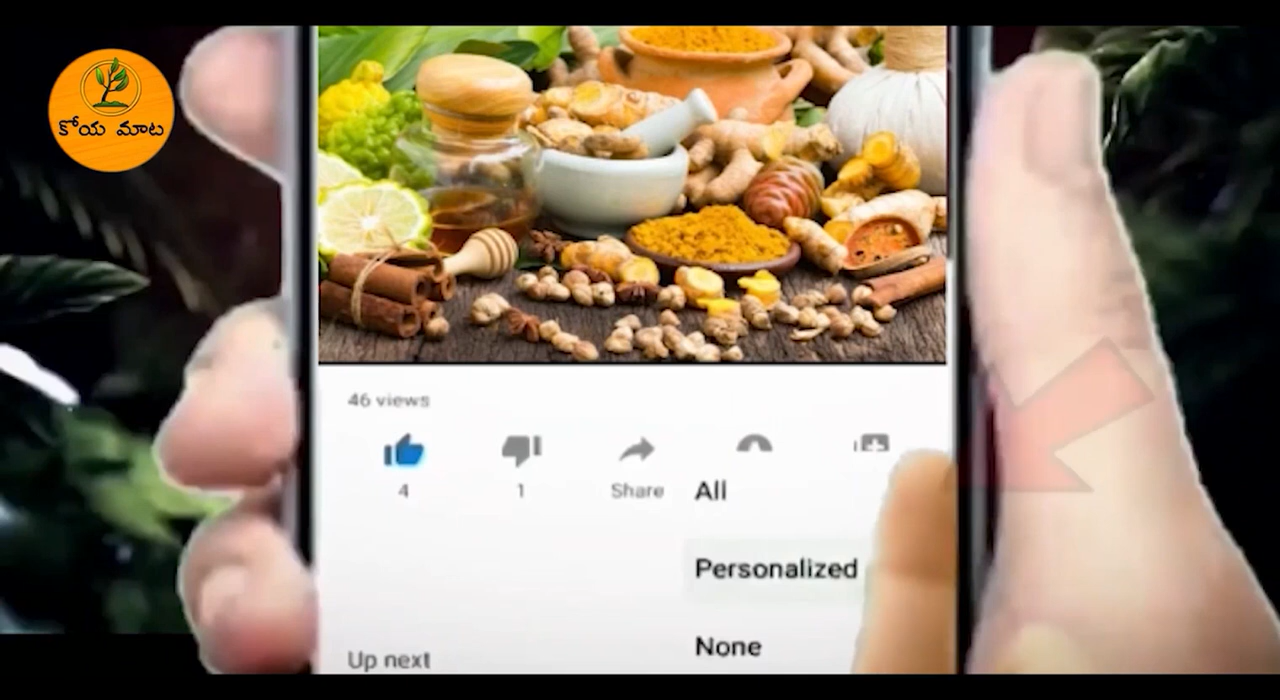 కోయ మాట
46 views
4
1
Share
All
Personalized
None
Up next